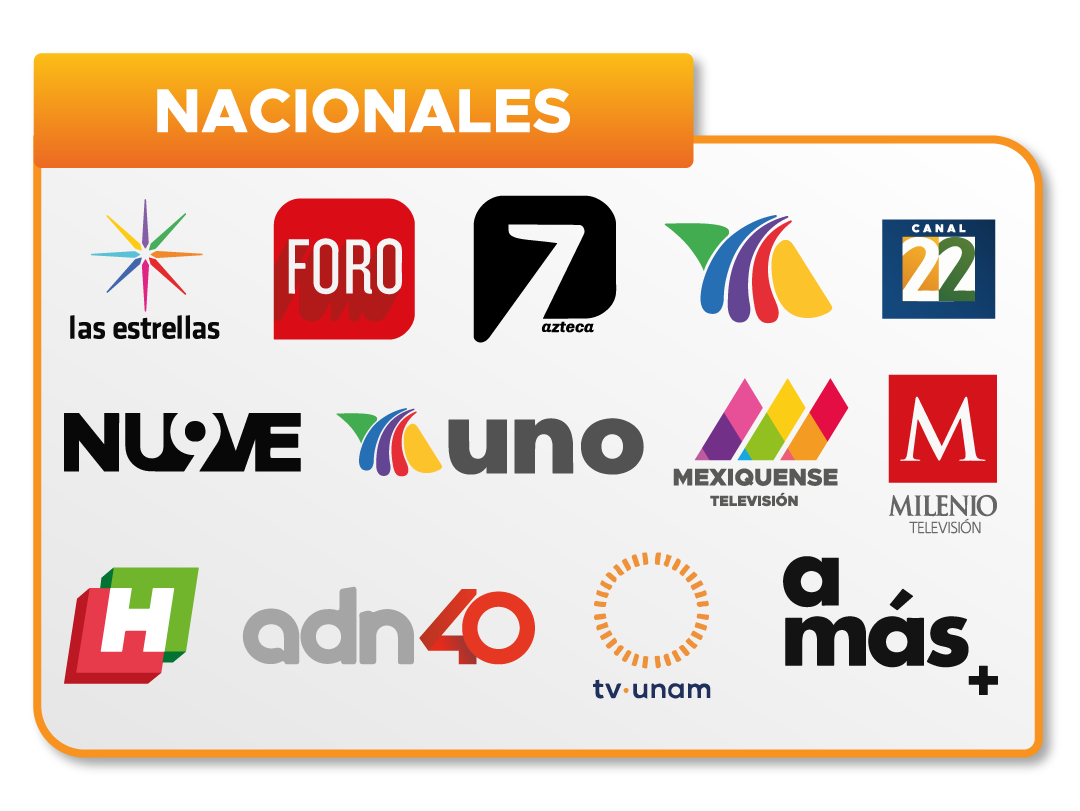 NACIONALES
las estrellas
FORO
7
azteca
CANAL
22
NU9VE
uno
MEXIQUENSE
TELEVISIÓN
M
MILENIO
TELEVISIÓN
H
adn40
tv·unam
a
más
+